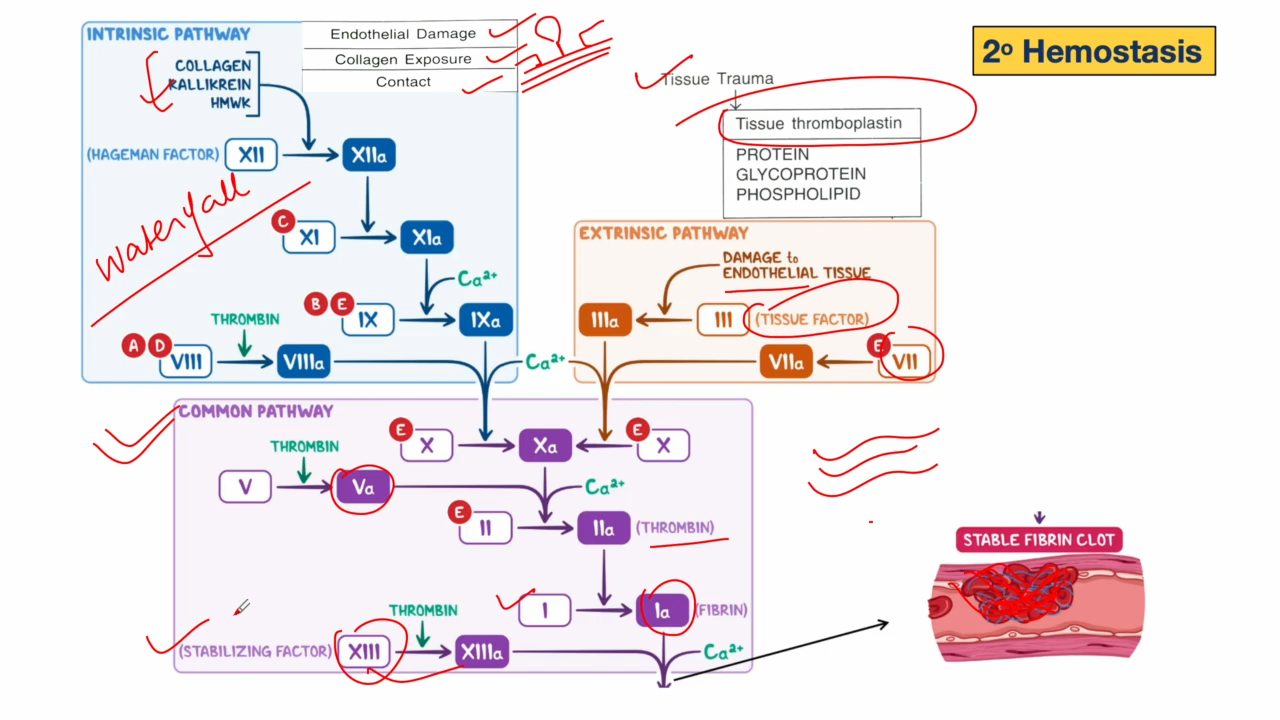 2º Hemostasis
INTRINSIC PATHWAY
Endothelial Damage
Collagen Exposure
Contact
COLLAGEN
KALLIKREIN
HMWK
(HAGEMAN FACTOR) XII XIIa
Waterfall
C XI XIa
Ca2+
B E IX IXa
THROMBIN
A D VIII VIIIa
Ca2+
Tissue Trauma
Tissue thromboplastin
PROTEIN
GLYCOPROTEIN
PHOSPHOLIPID
EXTRINSIC PATHWAY
DAMAGE to
ENDOTHELIAL TISSUE
IIIa III (TISSUE FACTOR)
VIIa E VII
COMMON PATHWAY
E X Xa E X
THROMBIN
V Va Ca2+
E II IIa (THROMBIN)
I Ia (FIBRIN)
THROMBIN
(STABILIZING FACTOR) XIII XIIIa Ca2+
STABLE FIBRIN CLOT